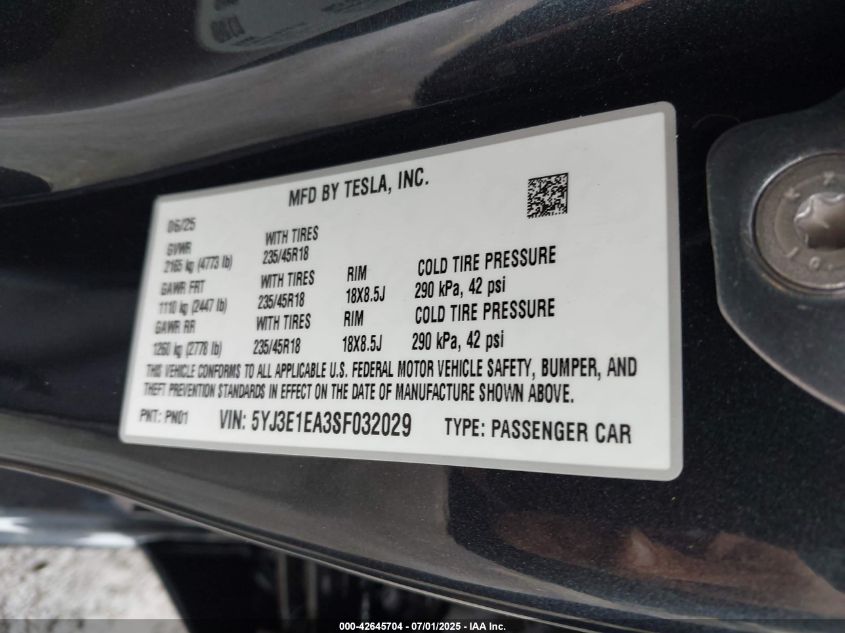 MFD BY TESLA, INC.
06/25
GVWR WITH TIRES
2165 kg (4773 lb) 235/45R18
GAWR FRT WITH TIRES RIM COLD TIRE PRESSURE
1110 kg (2447 lb) 235/45R18 18X8.5J 290 kPa, 42 psi
GAWR RR WITH TIRES RIM COLD TIRE PRESSURE
1260 kg (2778 lb) 235/45R18 18X8.5J 290 kPa, 42 psi
THIS VEHICLE CONFORMS TO ALL APPLICABLE U.S. FEDERAL MOTOR VEHICLE SAFETY, BUMPER, AND
THEFT PREVENTION STANDARDS IN EFFECT ON THE DATE OF MANUFACTURE SHOWN ABOVE.
PNT: PN01 VIN: 5YJ3E1EA3SF032029 TYPE: PASSENGER CAR
000-42645704 - 07/01/2025 - IAA Inc.